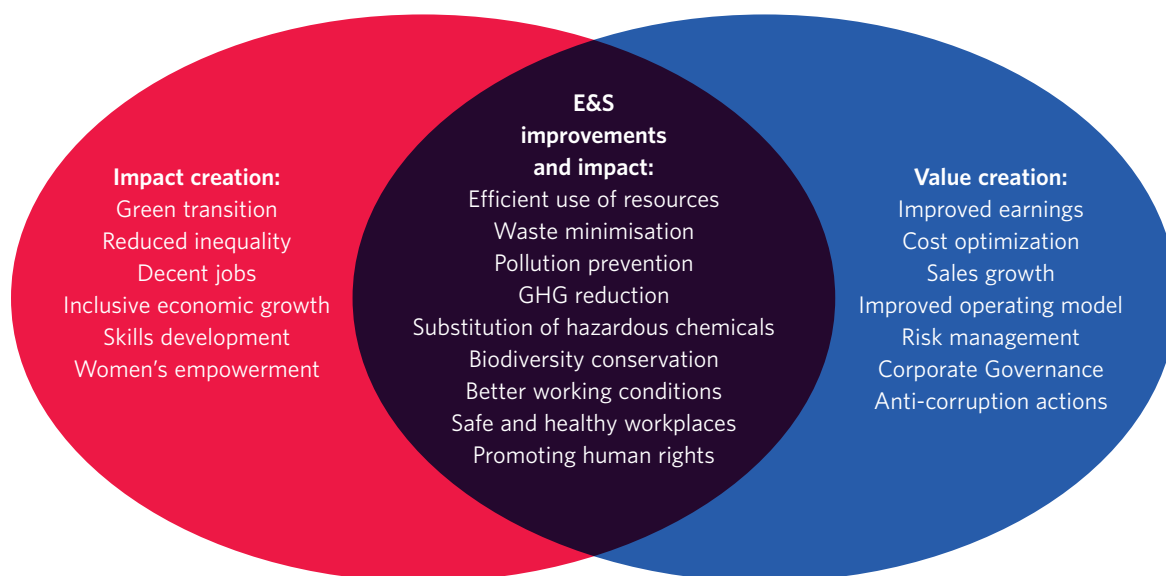 Impact creation:
Green transition
Reduced inequality
Decent jobs
Inclusive economic growth
Skills development
Women's empowerment
E&S
improvements
and impact:
Efficient use of resources
Waste minimisation
Pollution prevention
GHG reduction
Substitution of hazardous chemicals
Biodiversity conservation
Better working conditions
Safe and healthy workplaces
Promoting human rights
Value creation:
Improved earnings
Cost optimization
Sales growth
Improved operating model
Risk management
Corporate Governance
Anti-corruption actions